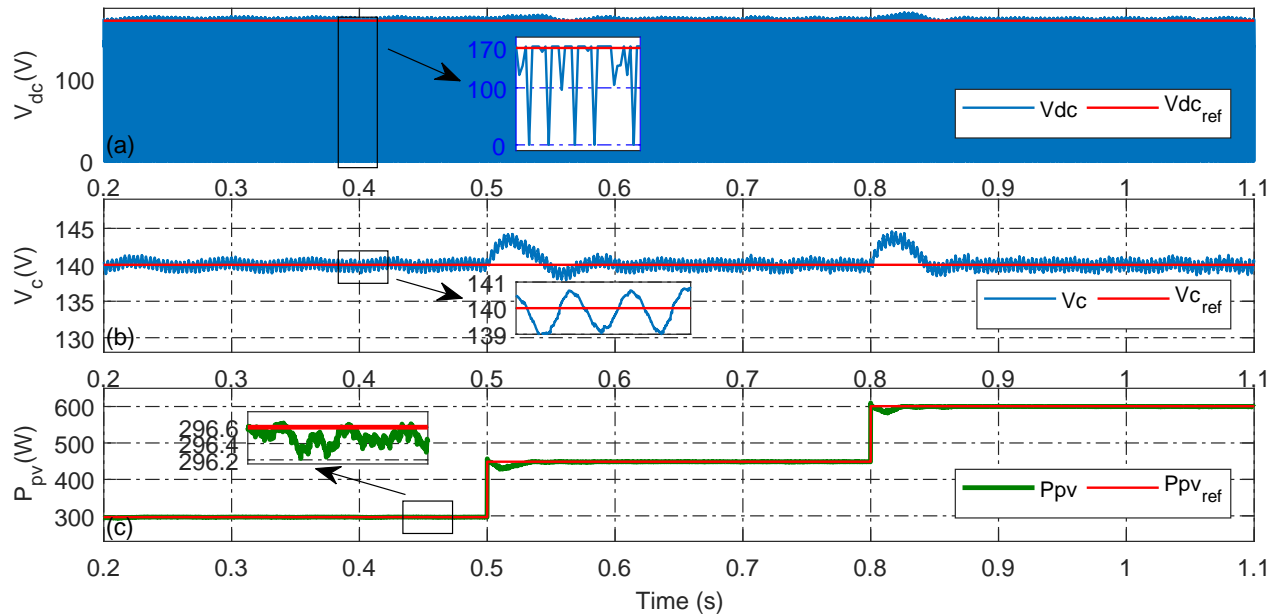 V_dc(V)
100
0
(a)
170
100
0
Vdc Vdc_ref
0.2 0.3 0.4 0.5 0.6 0.7 0.8 0.9 1 1.1
V_c(V)
145
140
135
130
(b)
141
140
139
Vc Vc_ref
0.2 0.3 0.4 0.5 0.6 0.7 0.8 0.9 1 1.1
P_pv(W)
600
500
400
300
(c)
296.6
296.4
296.2
Ppv Ppv_ref
0.2 0.3 0.4 0.5 0.6 0.7 0.8 0.9 1 1.1
Time (s)